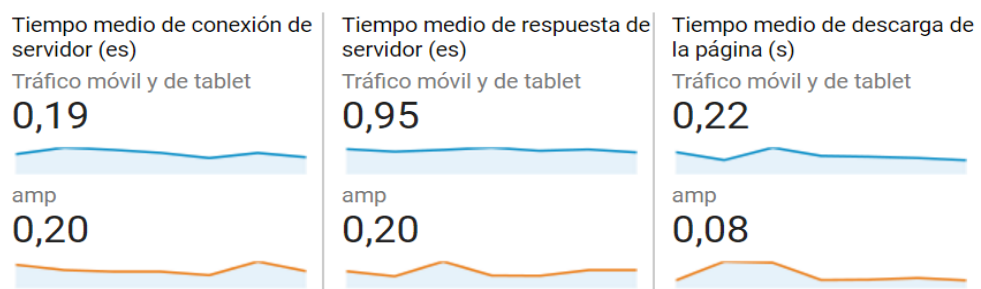 Tiempo medio de conexión de
servidor (es)
Tráfico móvil y de tablet
0,19
amp
0,20
Tiempo medio de respuesta de
servidor (es)
Tráfico móvil y de tablet
0,95
amp
0,20
Tiempo medio de descarga de
la página (s)
Tráfico móvil y de tablet
0,22
amp
0,08